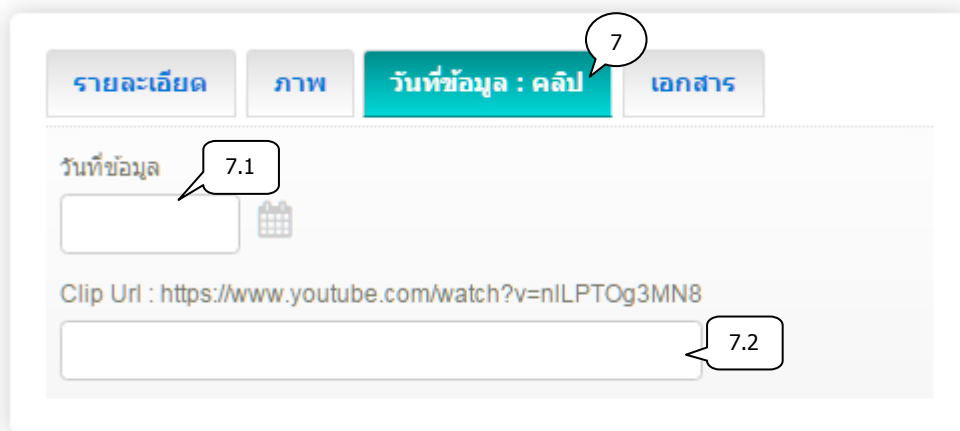 7
รายละเอียด ภาพ วันที่ข้อมูล : คลิป เอกสาร
วันที่ข้อมูล 7.1
Clip Url : https://www.youtube.com/watch?v=nILPTOg3MN8
7.2